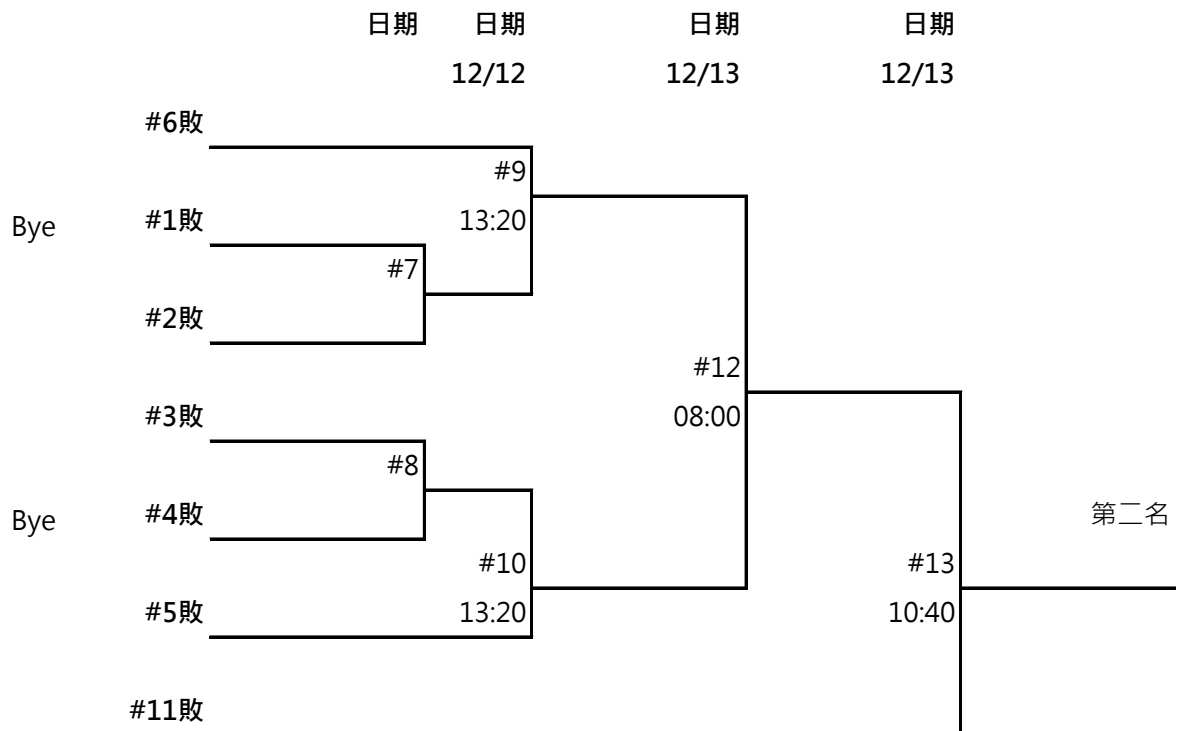 日期 日期 日期 日期
12/12 12/13 12/13
#6敗
#9
Bye #1敗 13:20
#7
#2敗
#12
#3敗 08:00
#8
Bye #4敗 第二名
#10 #13
#5敗 13:20 10:40
#11敗